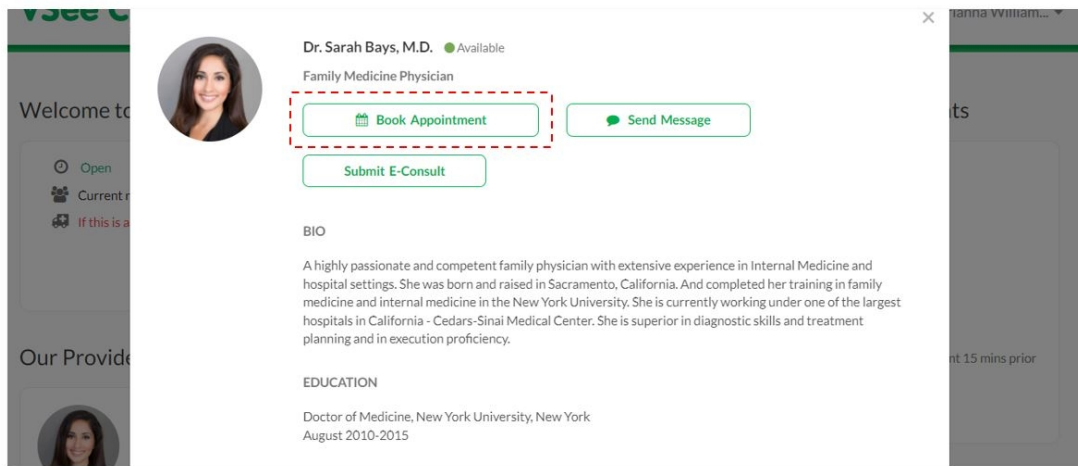 VSee C
ianna William...
Dr. Sarah Bays, M.D. Available
Family Medicine Physician
Book Appointment
Send Message
Submit E-Consult
Welcome to
ts
Open
Current r
If this is a
BIO
A highly passionate and competent family physician with extensive experience in Internal Medicine and
hospital settings. She was born and raised in Sacramento, California. And completed her training in family
medicine and internal medicine in the New York University. She is currently working under one of the largest
hospitals in California - Cedars-Sinai Medical Center. She is superior in diagnostic skills and treatment
planning and in execution proficiency.
Our Provide
nt 15 mins prior
EDUCATION
Doctor of Medicine, New York University, New York
August 2010-2015